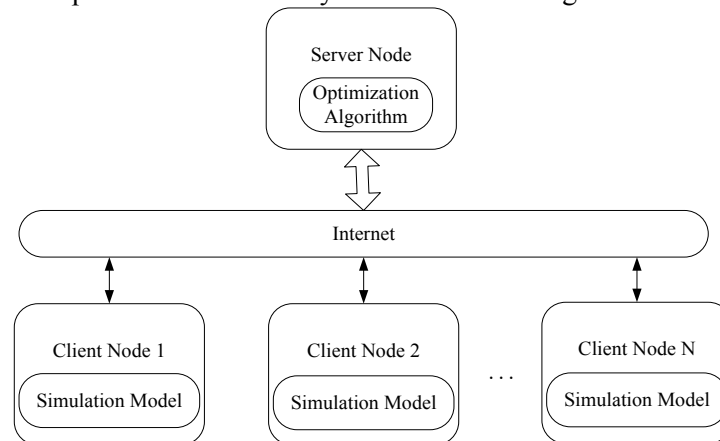 Server Node
Optimization
Algorithm
Internet
Client Node 1
Client Node 2
Client Node N
. . .
Simulation Model
Simulation Model
Simulation Model